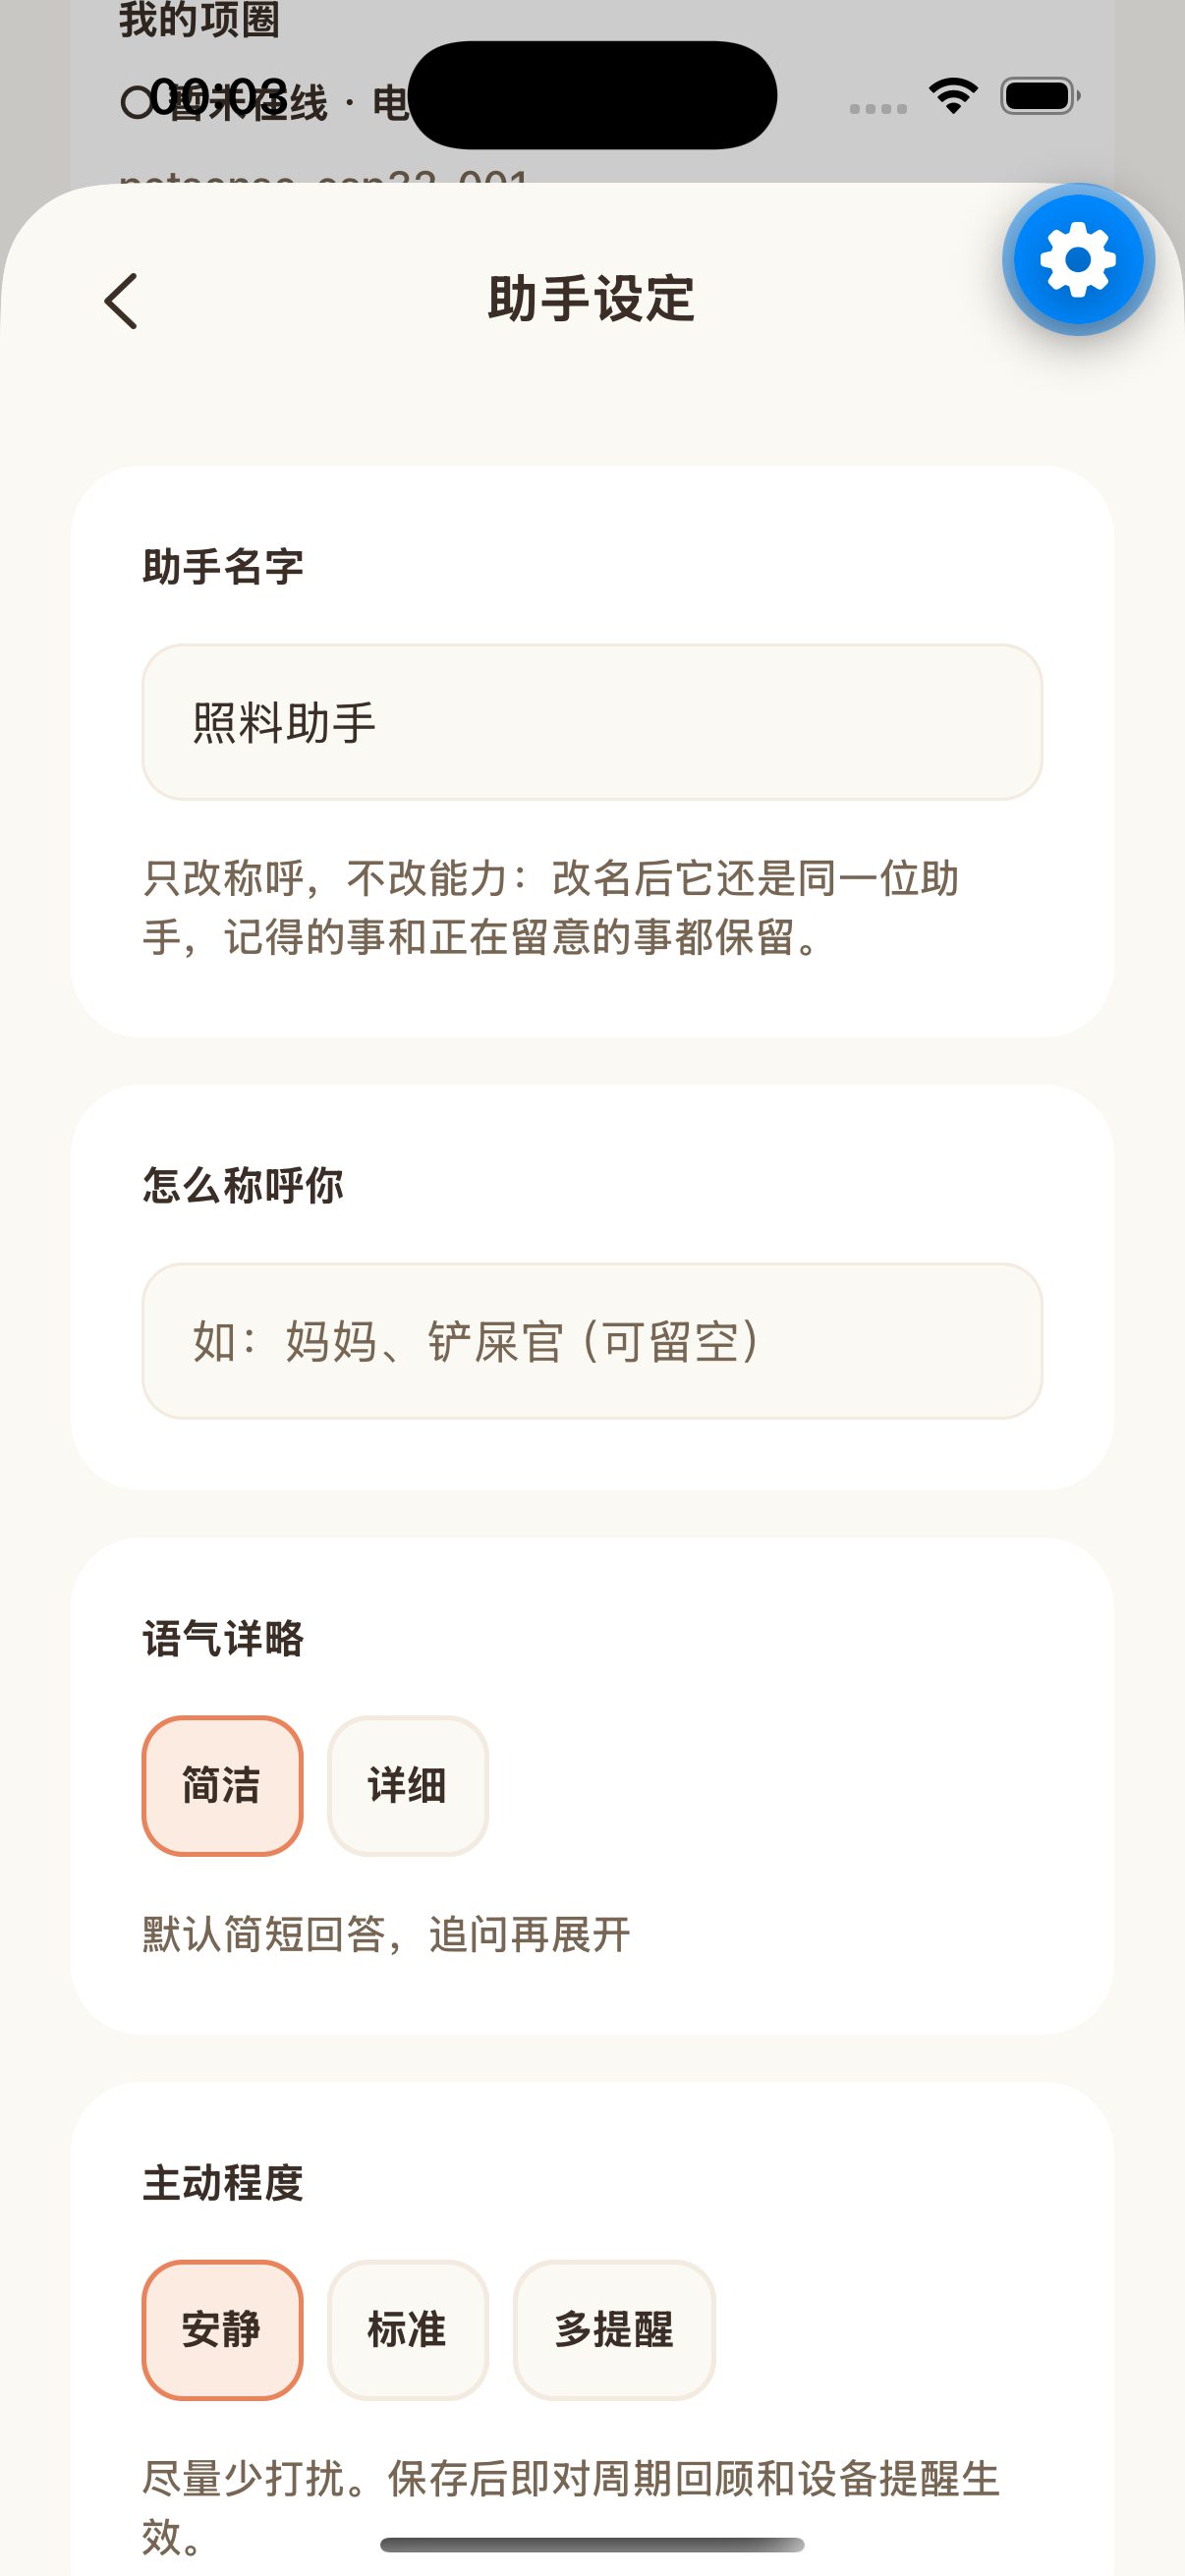 我的项圈
00:03
petsense-esp32-001
助手设定
助手名字
照料助手
只改称呼，不改能力：改名后它还是同一位助
手，记得的事和正在留意的事都保留。
怎么称呼你
如：妈妈、铲屎官（可留空）
语气详略
简洁 详细
默认简短回答，追问再展开
主动程度
安静 标准 多提醒
尽量少打扰。保存后即对周期回顾和设备提醒生
效。